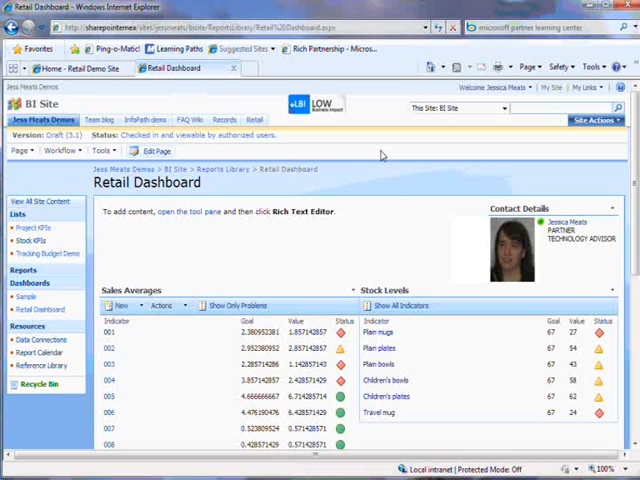 Retail Dashboard - Windows Internet Explorer
http://sharepointemea/sites/jessmeats/bisite/ReportsLibrary/Retail%20Dashboard.aspx
microsoft partner learning center
Favorites Ping-o-Matic! Learning Paths Suggested Sites Rich Partnership - Micros...
Home - Retail Demo Site Retail Dashboard Page Safety Tools
Jess Meats Demos Welcome Jessica Meats My Site My Links
BI Site LBI LOW Business Impact This Site: BI Site
Jess Meats Demos Team blog InfoPath demo FAQ Wiki Records Retail Site Actions
Version: Draft (3.1) Status: Checked in and viewable by authorized users.
Page Workflow Tools Edit Page
Jess Meats Demos > BI Site > Reports Library > Retail Dashboard
Retail Dashboard
View All Site Content
Lists
Project KPIs
Stock KPIs
Tracking Budget Demo
Reports
Dashboards
Sample
Retail Dashboard
Resources
Data Connections
Report Calendar
Reference Library
Recycle Bin
To add content, open the tool pane and then click Rich Text Editor.
Contact Details
Jessica Meats
PARTNER
TECHNOLOGY ADVISOR
Sales Averages
New Actions Show Only Problems
Indicator Goal Value Status
001 2.380952381 1.857142857
002 2.952380952 2.857142857
003 2.285714286 1.142857143
004 3.857142857 2.428571429
005 4.666666667 6.714285714
006 4.476190476 6.428571429
007 0.523809524 0.571428571
008 0.428571429 0.571428571
Stock Levels
Show All Indicators
Indicator Goal Value Status
Plain mugs 67 27
Plain plates 67 54
Plain bowls 67 43
Children's bowls 67 58
Children's plates 67 62
Travel mug 67 24
Local intranet | Protected Mode: Off 100%